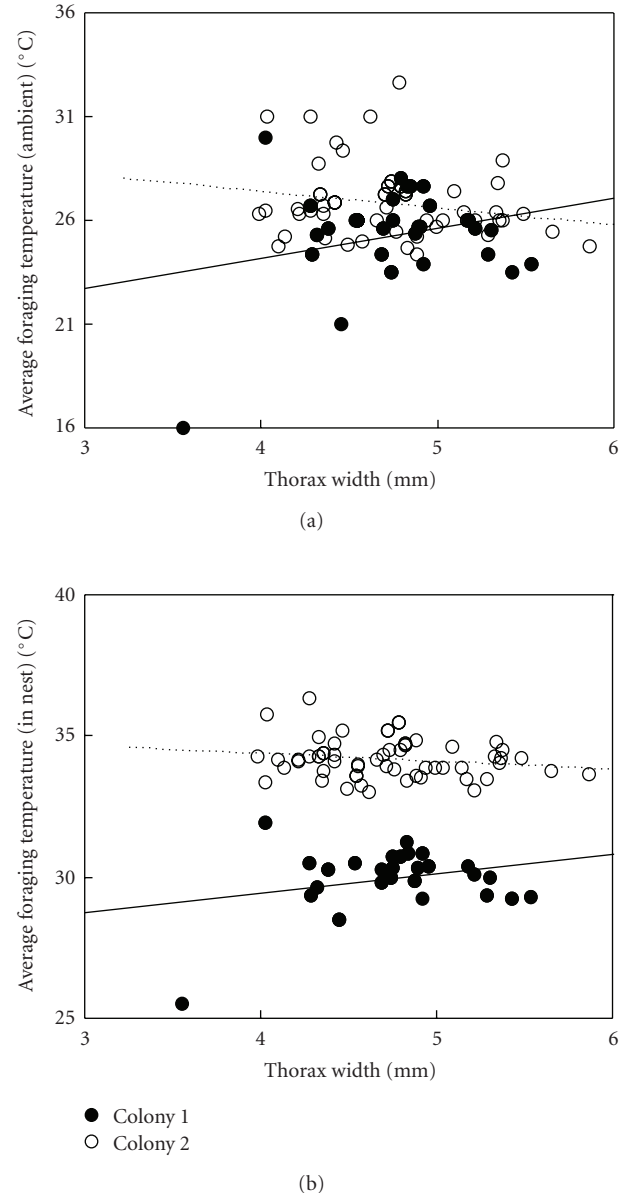 36
31
26
21
16
Average foraging temperature (ambient) (°C)
3 4 5 6
Thorax width (mm)
(a)
40
35
30
25
Average foraging temperature (in nest) (°C)
3 4 5 6
Thorax width (mm)
Colony 1
Colony 2
(b)